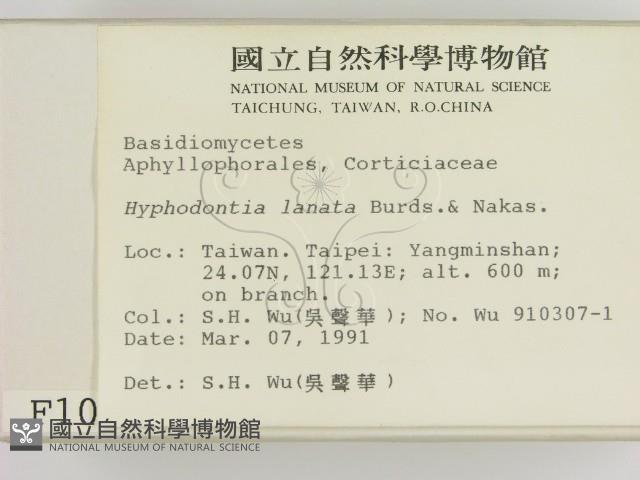 國立自然科學博物館
NATIONAL MUSEUM OF NATURAL SCIENCE
TAICHUNG, TAIWAN, R.O.CHINA
Basidiomycetes
Aphyllophorales, Corticiaceae
Hyphodontia lanata Burds.& Nakas.
Loc.: Taiwan. Taipei: Yangminshan;
24.07N, 121.13E; alt. 600 m;
on branch.
Col.: S.H. Wu(吳聲華); No. Wu 910307-1
Date: Mar. 07, 1991
Det.: S.H. Wu(吳聲華)
F10
國立自然科學博物館
NATIONAL MUSEUM OF NATURAL SCIENCE